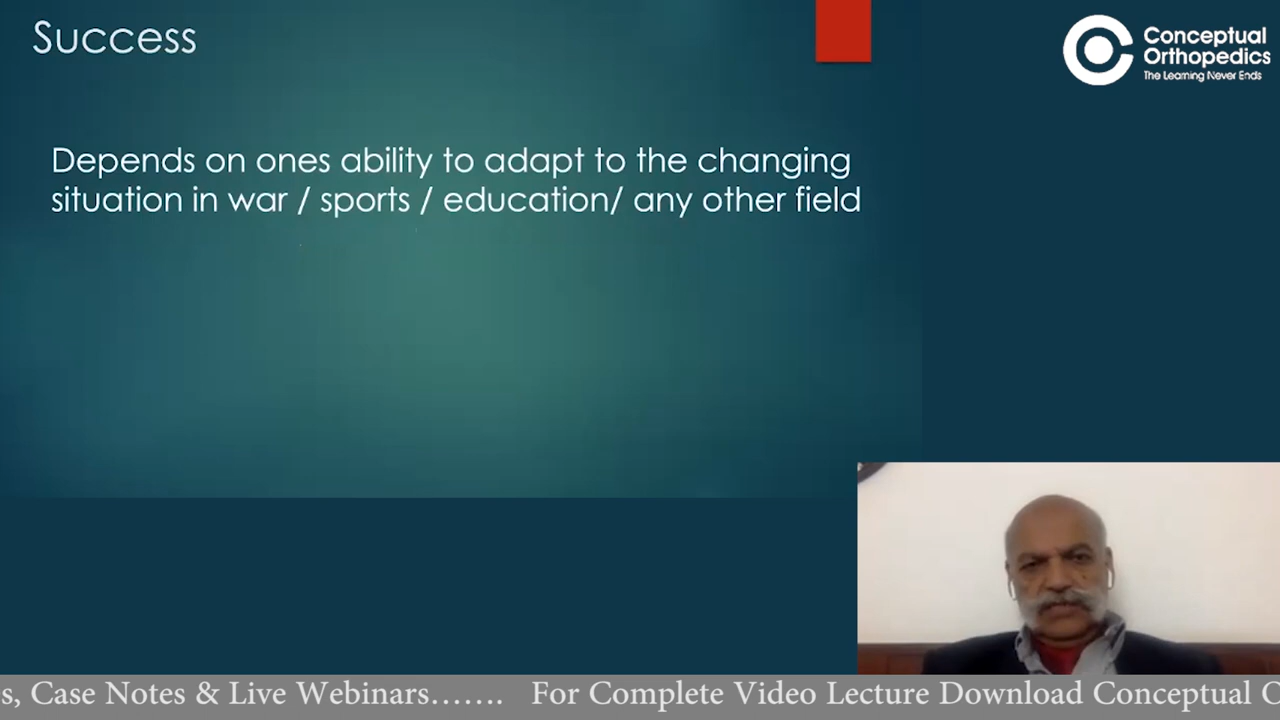 Success
Conceptual
Orthopedics
The Learning Never Ends
Depends on ones ability to adapt to the changing
situation in war / sports / education/ any other field
s, Case Notes & Live Webinars....... For Complete Video Lecture Download Conceptual